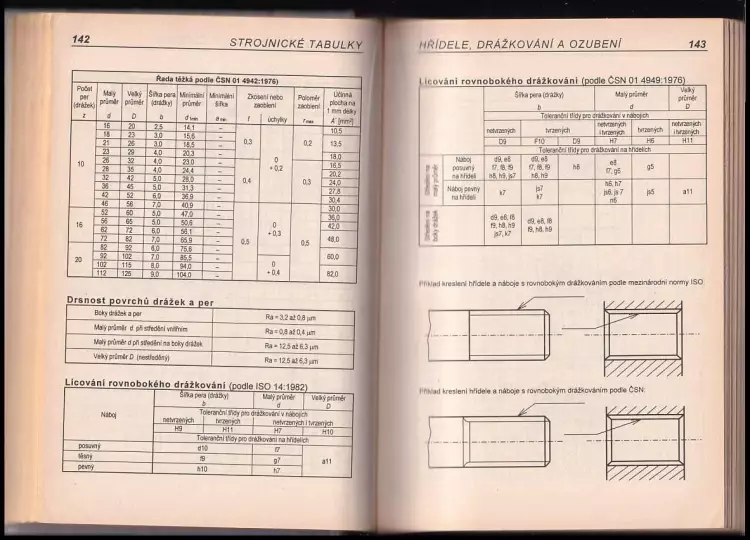 142
STROJNICKÉ TABULKY
Řada těžká podle ČSN 01 4942:1976)
Počet per (drážek) Malý průměr Velký průměr Šířka pera (drážky) Minimální průměr Minimální šířka Zkosení nebo zaoblení Poloměr zaoblení Účinná plocha na 1 mm délky
z d D b d1min a min f úchylky r max A´ [mm²]
16 20 2,5 14,1 – 10,5
18 23 3,0 15,6 –
10 21 26 3,0 18,5 – 0,3 0,2 13,5
23 29 4,0 20,3 –
26 32 4,0 23,0 – 0 + 0,2 18,0
28 35 4,0 24,4 – 16,5
32 42 5,0 28,0 – 0,4 0,3 20,2
36 45 5,0 31,3 – 24,0
42 52 6,0 36,9 – 27,8
46 56 7,0 40,9 – 30,4
16 52 60 5,0 47,0 – 30,0
56 65 5,0 50,6 – 0 + 0,3 36,0
62 72 6,0 56,1 – 42,0
72 82 7,0 65,9 – 0,5 0,5 48,0
20 82 92 6,0 75,6 –
92 102 7,0 85,5 – 60,0
102 115 8,0 94,0 – 0 + 0,4
112 125 9,0 104,0 – 82,0
Drsnost povrchů drážek a per
Boky drážek a per Ra = 3,2 až 0,8 µm
Malý průměr d při středění vnitřním Ra = 0,8 až 0,4 µm
Malý průměr d při středění na boky drážek Ra = 12,5 až 6,3 µm
Velký průměr D (nestředěný) Ra = 12,5 až 6,3 µm
Lícování rovnobokého drážkování (podle ISO 14:1982)
Náboj Šířka pera (drážky) Malý průměr Velký průměr
b d D
Toleranční třídy pro drážkování v nábojích
netvrzených tvrzených netvrzených i tvrzených
H9 H11 H7 H10
Toleranční třídy pro drážkování na hřídelích
posuvný d10 f7 a11
těsný f9 g7
pevný h10 h7
HŘÍDELE, DRÁŽKOVÁNÍ A OZUBENÍ
143
Lícování rovnobokého drážkování (podle ČSN 01 4949:1976)
Šířka pera (drážky) Malý průměr Velký průměr
b d D
Toleranční třídy pro drážkování v nábojích
netvrzených tvrzených netvrzených i tvrzených tvrzených netvrzených i tvrzených
D9 F10 D9 H7 H6 H11
Toleranční třídy pro drážkování na hřídelích
Středění na malý průměr
Náboj posuvný na hřídeli d9, e8 f7, f8, f9 h8, h9, js7 d9, e8 f7, f8, f9 h8, h9 h8 e8 f7, g6 g5
Náboj pevný na hřídeli k7 js7 k7 h6, h7 js6, js 7 n6 js5 a11
Středění na boky drážek
d9, e8, f8 f9, h8, h9 js7, k7 d9, e8, f8 f9, h8, h9
Příklad kreslení hřídele a náboje s rovnobokým drážkováním podle mezinárodní normy ISO:
Příklad kreslení hřídele a náboje s rovnobokým drážkováním podle ČSN: